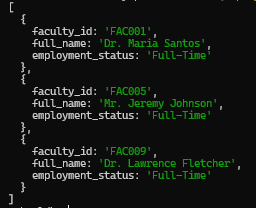 [
  {
    faculty_id: 'FAC001',
    full_name: 'Dr. Maria Santos',
    employment_status: 'Full-Time'
  },
  {
    faculty_id: 'FAC005',
    full_name: 'Mr. Jeremy Johnson',
    employment_status: 'Full-Time'
  },
  {
    faculty_id: 'FAC009',
    full_name: 'Dr. Lawrence Fletcher',
    employment_status: 'Full-Time'
  }
]